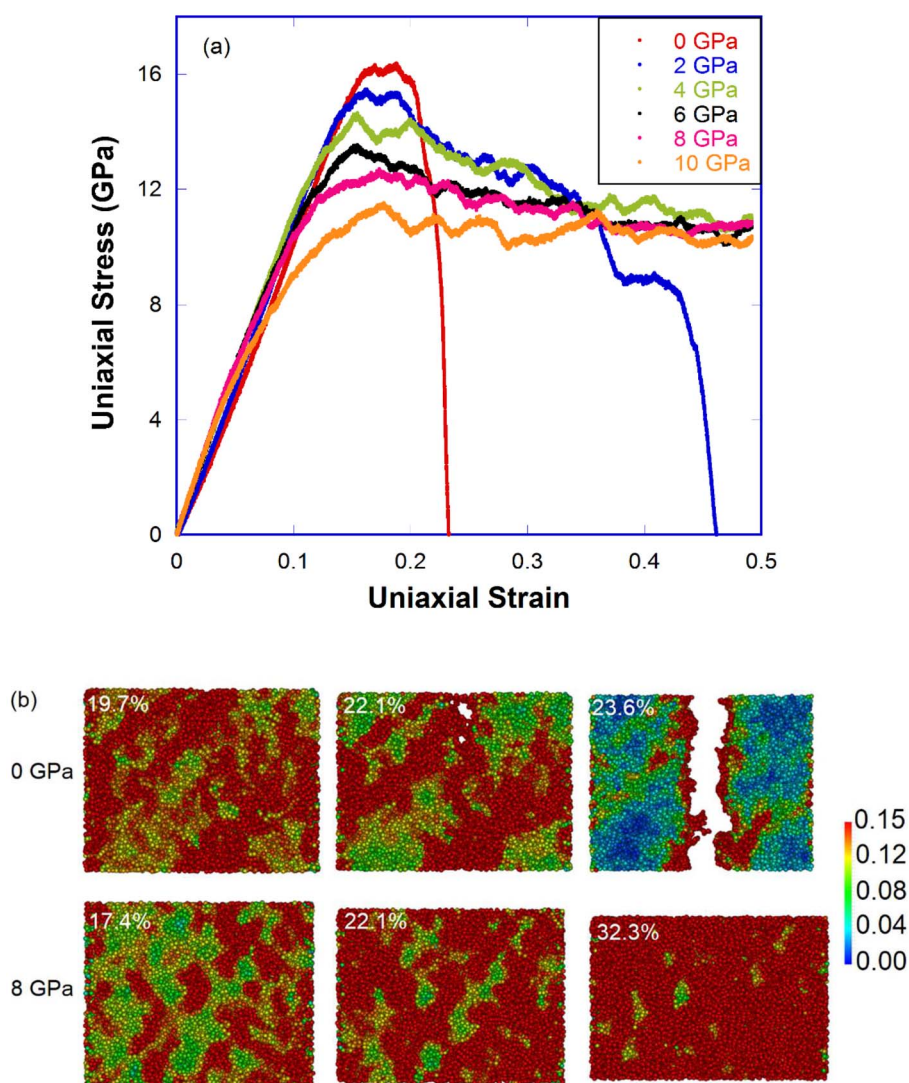 (a)
0 GPa
2 GPa
4 GPa
6 GPa
8 GPa
10 GPa
16
12
8
4
0
Uniaxial Stress (GPa)
0 0.1 0.2 0.3 0.4 0.5
Uniaxial Strain
(b)
19.7% 22.1% 23.6%
0 GPa
0.15
0.12
0.08
0.04
0.00
17.4% 22.1% 32.3%
8 GPa